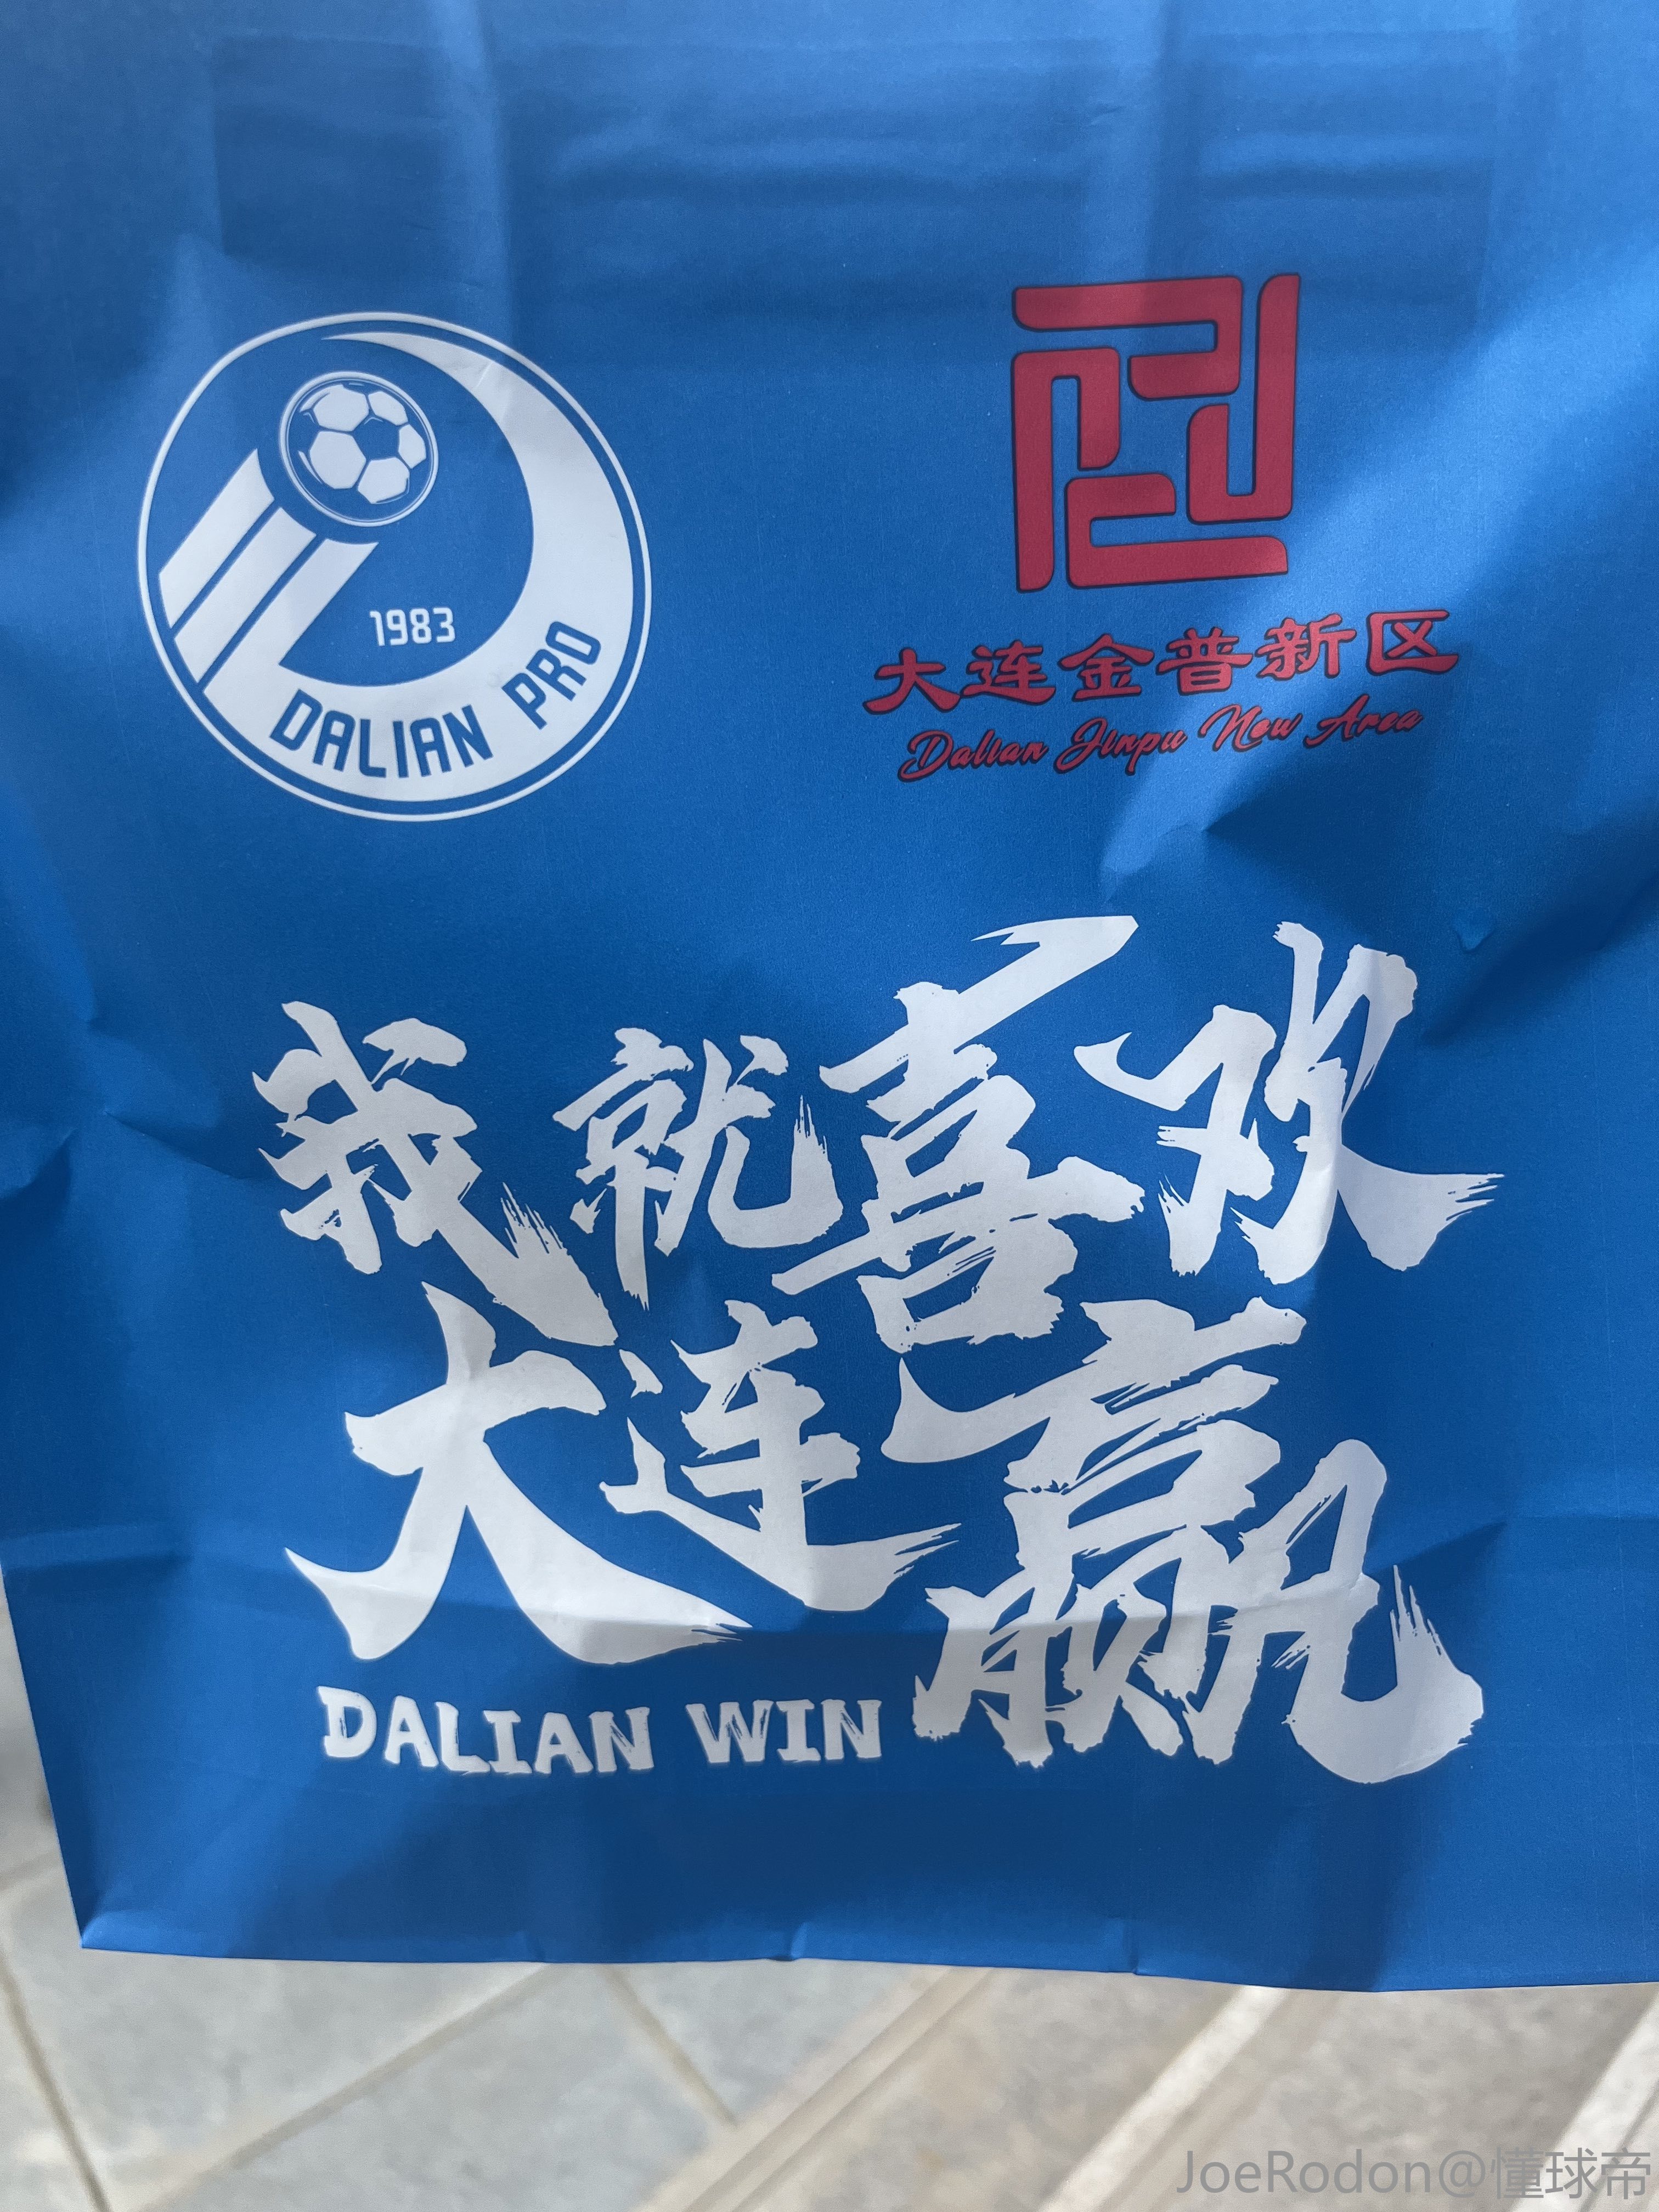 1983
DALIAN PRO
大连金普新区
Dalian Jinpu New Area
我就喜欢
大连赢
DALIAN WIN
JoeRodon@懂球帝